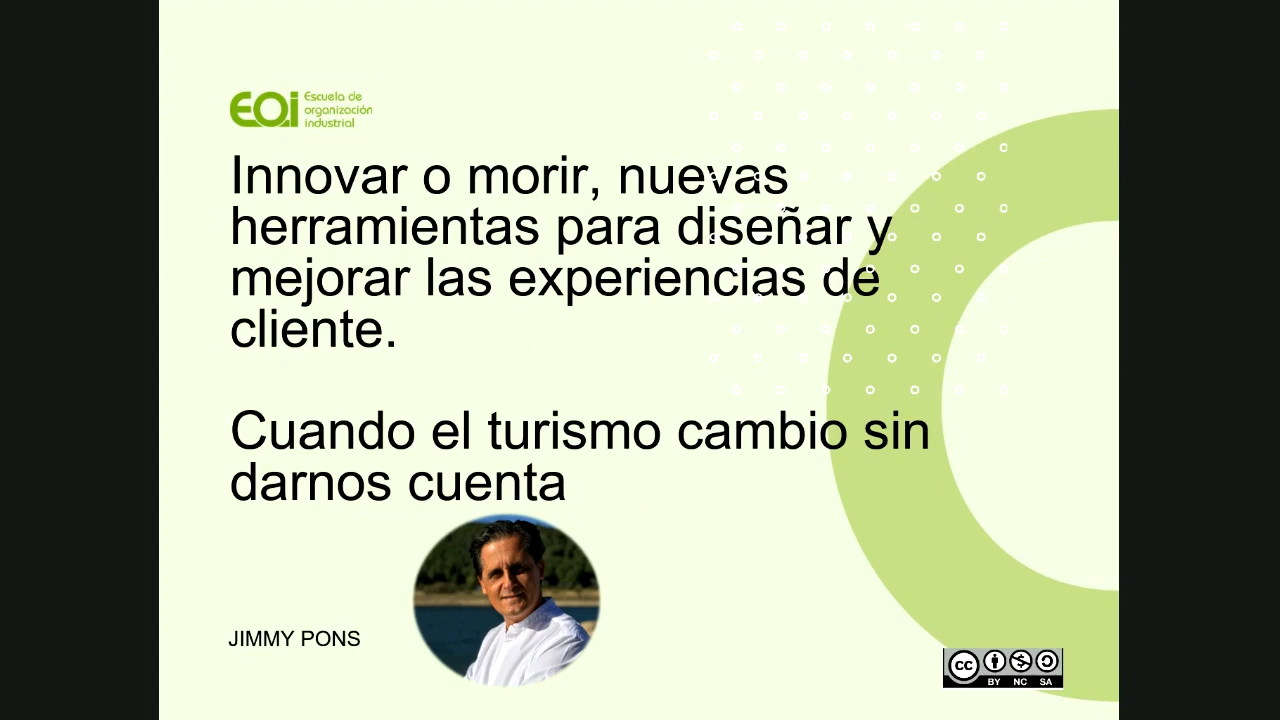 EOi Escuela de
organización
industrial
Innovar o morir, nuevas
herramientas para diseñar y
mejorar las experiencias de
cliente.
Cuando el turismo cambio sin
darnos cuenta
JIMMY PONS
cc
BY NC SA